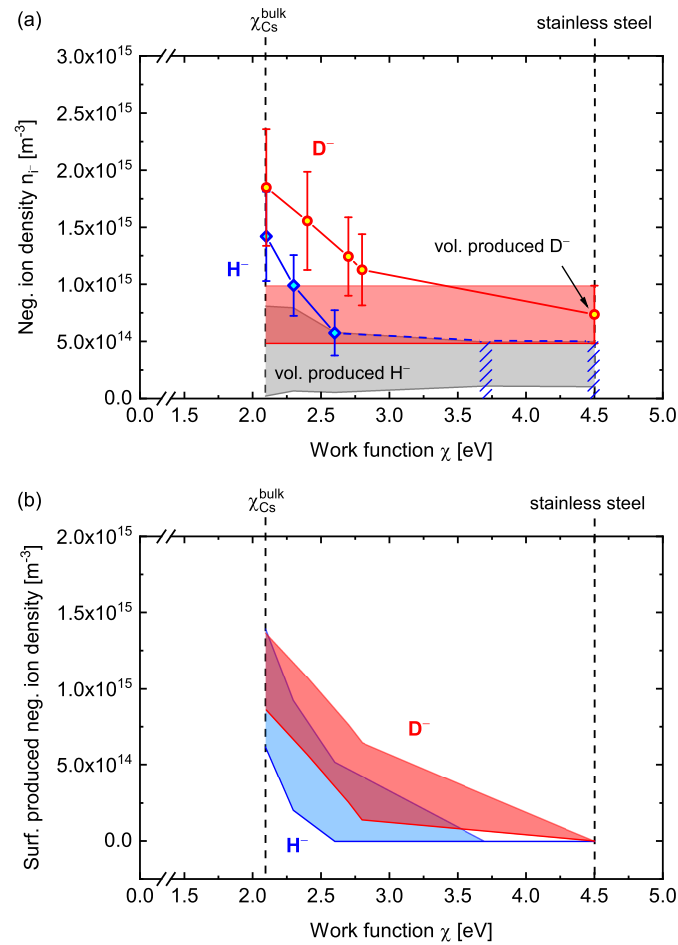 (a)
χ_Cs^bulk
stainless steel
3.0x10^15
2.5x10^15
2.0x10^15
1.5x10^15
1.0x10^15
5.0x10^14
0.0
Neg. ion density n_i⁻ [m^-3]
D⁻
H⁻
vol. produced D⁻
vol. produced H⁻
0.0 1.5 2.0 2.5 3.0 3.5 4.0 4.5 5.0
Work function χ [eV]
(b)
χ_Cs^bulk
stainless steel
2.0x10^15
1.5x10^15
1.0x10^15
5.0x10^14
0.0
Surf. produced neg. ion density [m^-3]
D⁻
H⁻
0.0 1.5 2.0 2.5 3.0 3.5 4.0 4.5 5.0
Work function χ [eV]